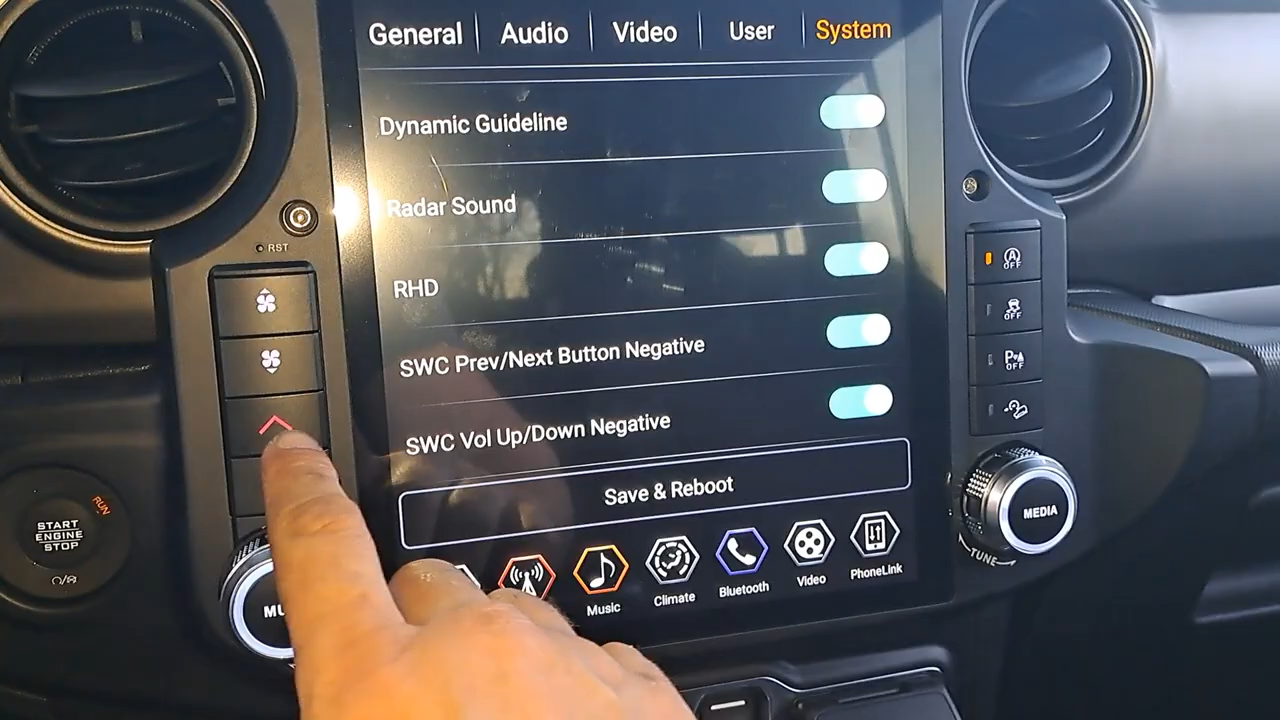 General Audio Video User System
Dynamic Guideline
Radar Sound
RHD
SWC Prev/Next Button Negative
SWC Vol Up/Down Negative
Save & Reboot
Music Climate Bluetooth Video PhoneLink
RST
RUN
START
ENGINE
STOP
MU
OFF
OFF
P
OFF
MEDIA
TUNE